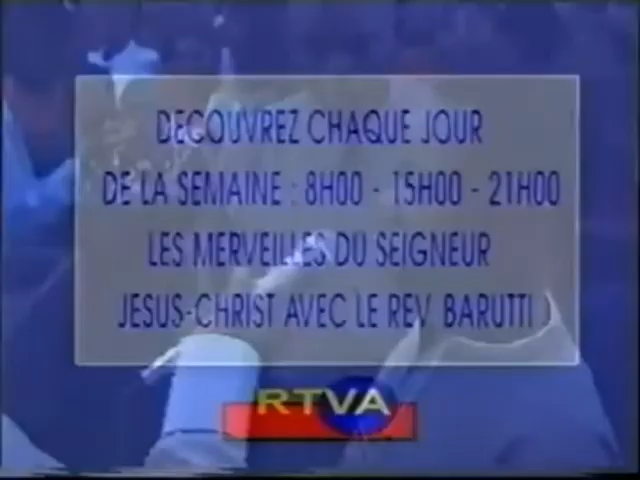 DECOUVREZ CHAQUE JOUR
DE LA SEMAINE : 8H00 - 15H00 - 21H00
LES MERVEILLES DU SEIGNEUR
JESUS-CHRIST AVEC LE REV BARUTTI
RTVA